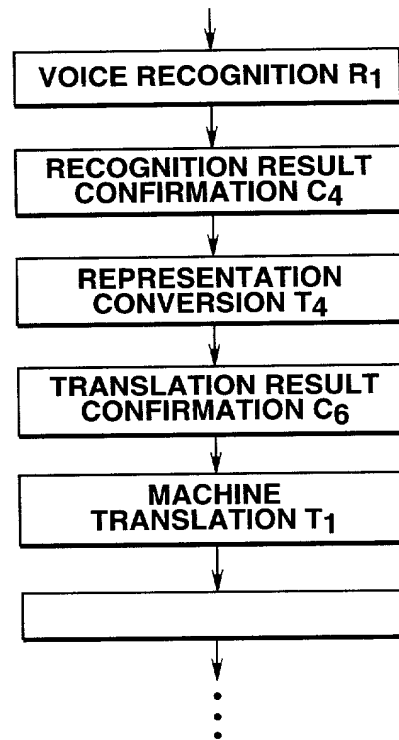 VOICE RECOGNITION R1
RECOGNITION RESULT
CONFIRMATION C4
REPRESENTATION
CONVERSION T4
TRANSLATION RESULT
CONFIRMATION C6
MACHINE
TRANSLATION T1